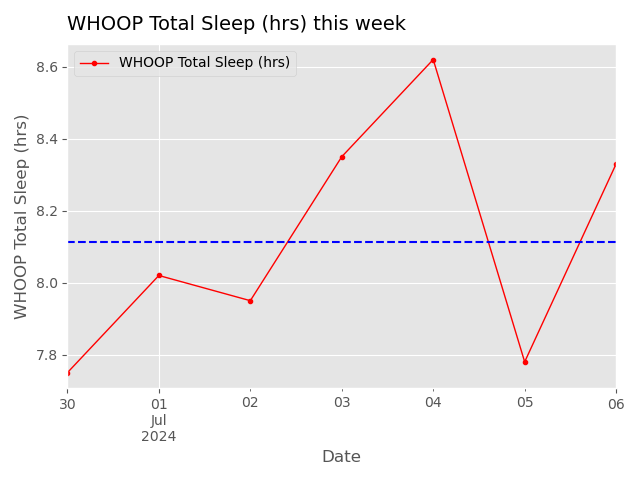 WHOOP Total Sleep (hrs) this week
WHOOP Total Sleep (hrs)
WHOOP Total Sleep (hrs)
8.6
8.4
8.2
8.0
7.8
30 01 02 03 04 05 06
Jul
2024
Date